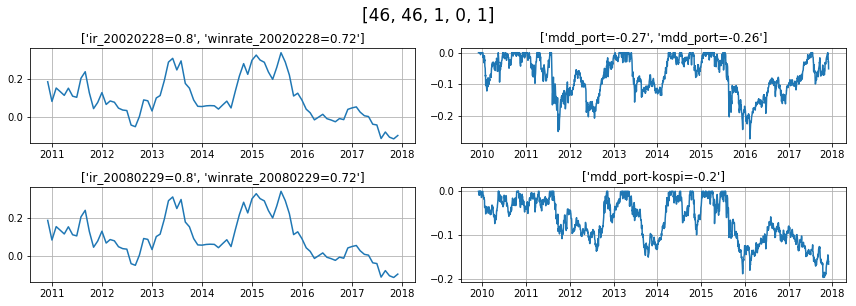 [46, 46, 1, 0, 1]
['ir_20020228=0.8', 'winrate_20020228=0.72']
0.2
0.0
2011 2012 2013 2014 2015 2016 2017 2018
['mdd_port=-0.27', 'mdd_port=-0.26']
0.0
−0.1
−0.2
2010 2011 2012 2013 2014 2015 2016 2017 2018
['ir_20080229=0.8', 'winrate_20080229=0.72']
0.2
0.0
2011 2012 2013 2014 2015 2016 2017 2018
['mdd_port-kospi=-0.2']
0.0
−0.1
−0.2
2010 2011 2012 2013 2014 2015 2016 2017 2018